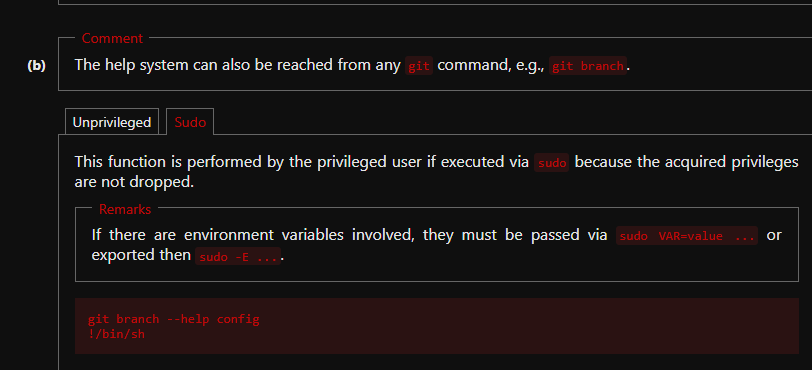 Comment
(b)
The help system can also be reached from any git command, e.g., git branch.
Unprivileged
Sudo
This function is performed by the privileged user if executed via sudo because the acquired privileges
are not dropped.
Remarks
If there are environment variables involved, they must be passed via sudo VAR=value ... or
exported then sudo -E ....
git branch --help config
!/bin/sh